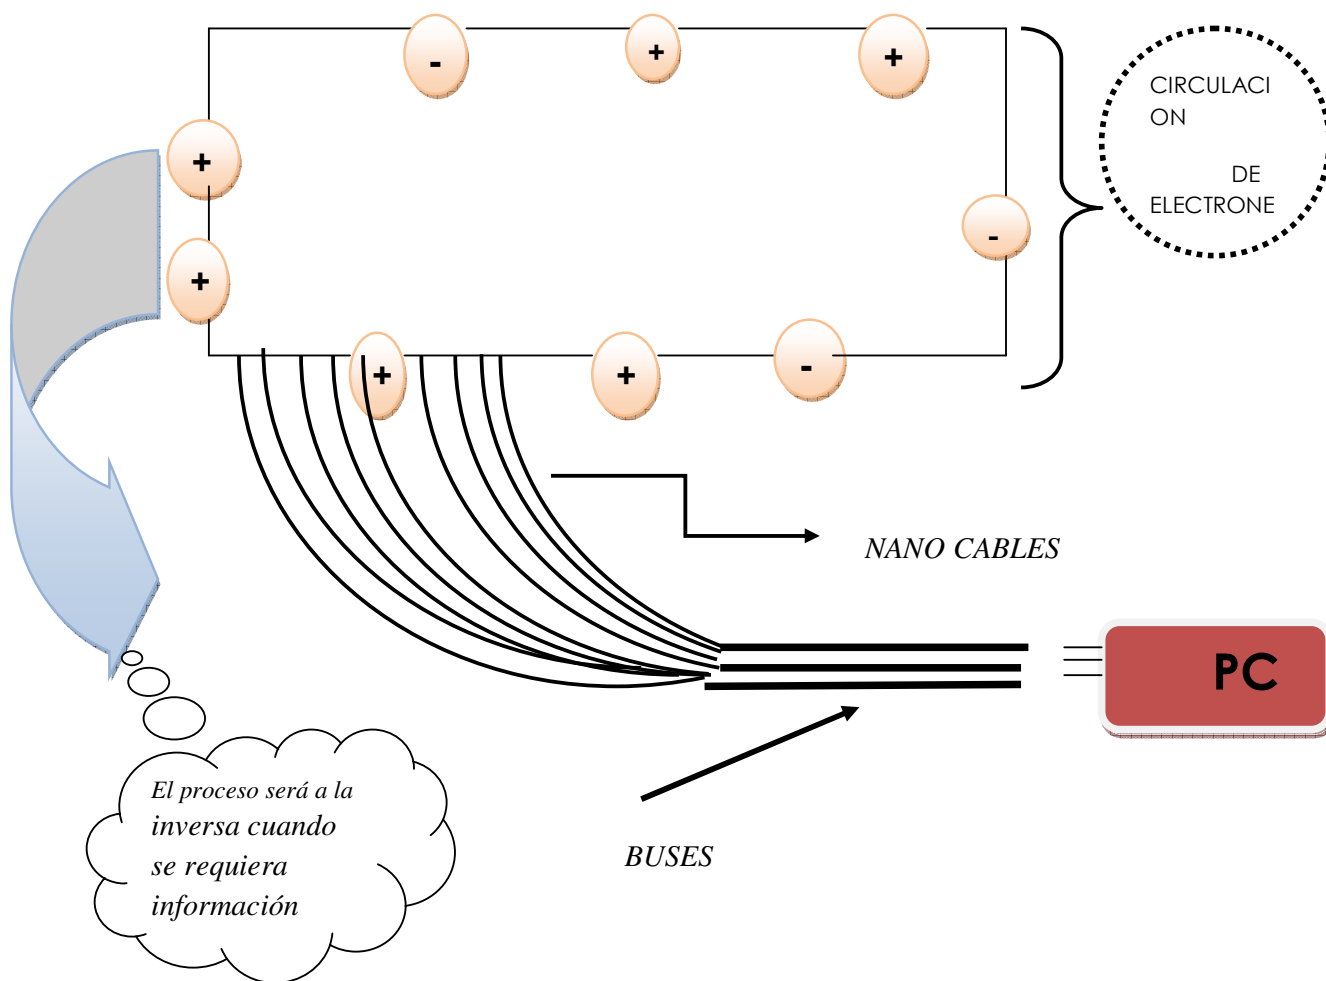 -
+
+
CIRCULACI
ON
DE
ELECTRONE
+
-
+
+
+
-
NANO CABLES
PC
El proceso será a la
inversa cuando
se requiera
información
BUSES